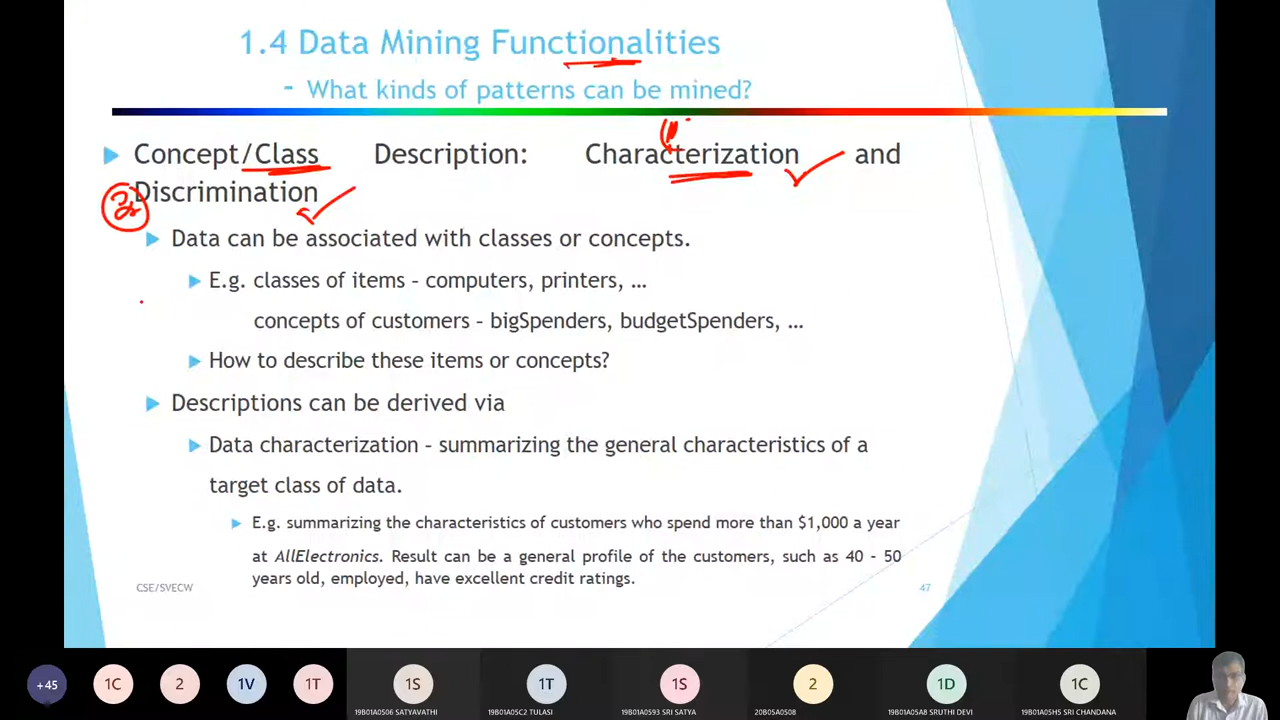 1.4 Data Mining Functionalities
- What kinds of patterns can be mined?
Concept/Class Description: Characterization and
Discrimination
Data can be associated with classes or concepts.
E.g. classes of items – computers, printers, …
concepts of customers – bigSpenders, budgetSpenders, …
How to describe these items or concepts?
Descriptions can be derived via
Data characterization – summarizing the general characteristics of a
target class of data.
E.g. summarizing the characteristics of customers who spend more than $1,000 a year
at AllElectronics. Result can be a general profile of the customers, such as 40 – 50
years old, employed, have excellent credit ratings.
CSE/SVECW
47
+45
1C
2
1V
1T
1S
1T
1S
2
1D
1C
19B01A0506 SATYAVATHI
19B01A05C2 TULASI
19B01A0593 SRI SATYA
20B05A0508
19B01A05A8 SRUTHI DEVI
19B01A05H5 SRI CHANDANA